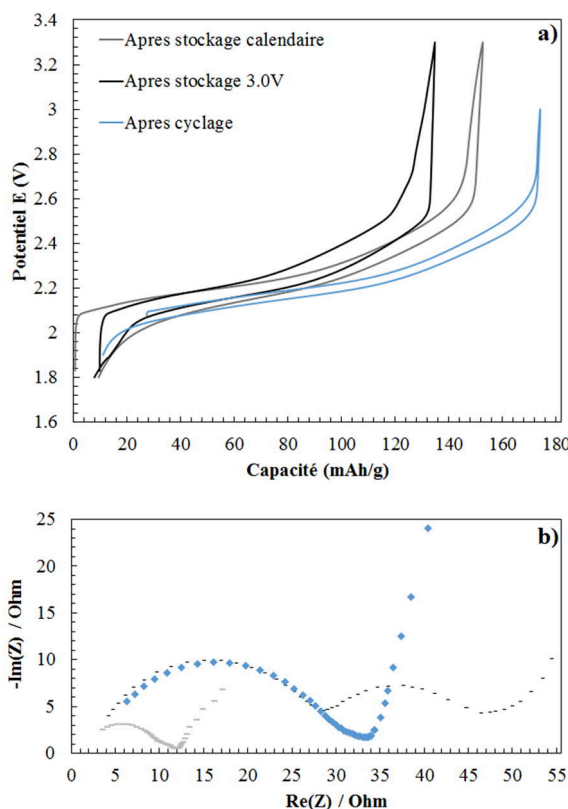 3.4
a)
Apres stockage calendaire
3.2
Apres stockage 3.0V
3
Apres cyclage
2.8
Potentiel E (V)
2.6
2.4
2.2
2
1.8
1.6
0 20 40 60 80 100 120 140 160 180
Capacité (mAh/g)
25
b)
20
15
-Im(Z) / Ohm
10
5
0
0 5 10 15 20 25 30 35 40 45 50 55
Re(Z) / Ohm